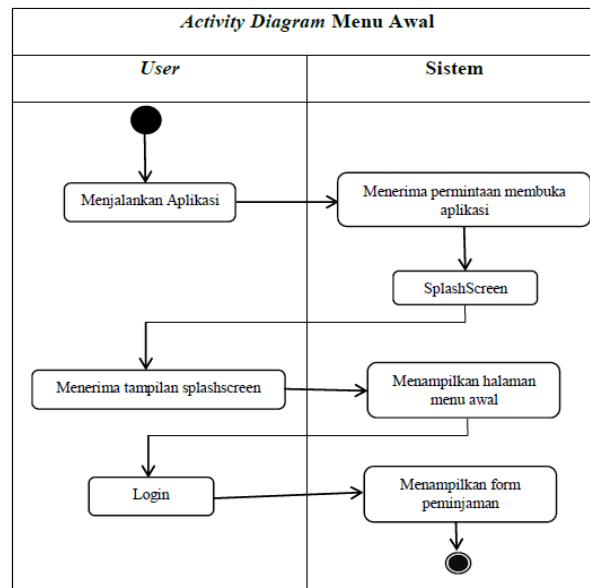 Activity Diagram Menu Awal
User
Sistem
Menjalankan Aplikasi
Menerima permintaan membuka
aplikasi
SplashScreen
Menerima tampilan splashscreen
Menampilkan halaman
menu awal
Login
Menampilkan form
peminjaman